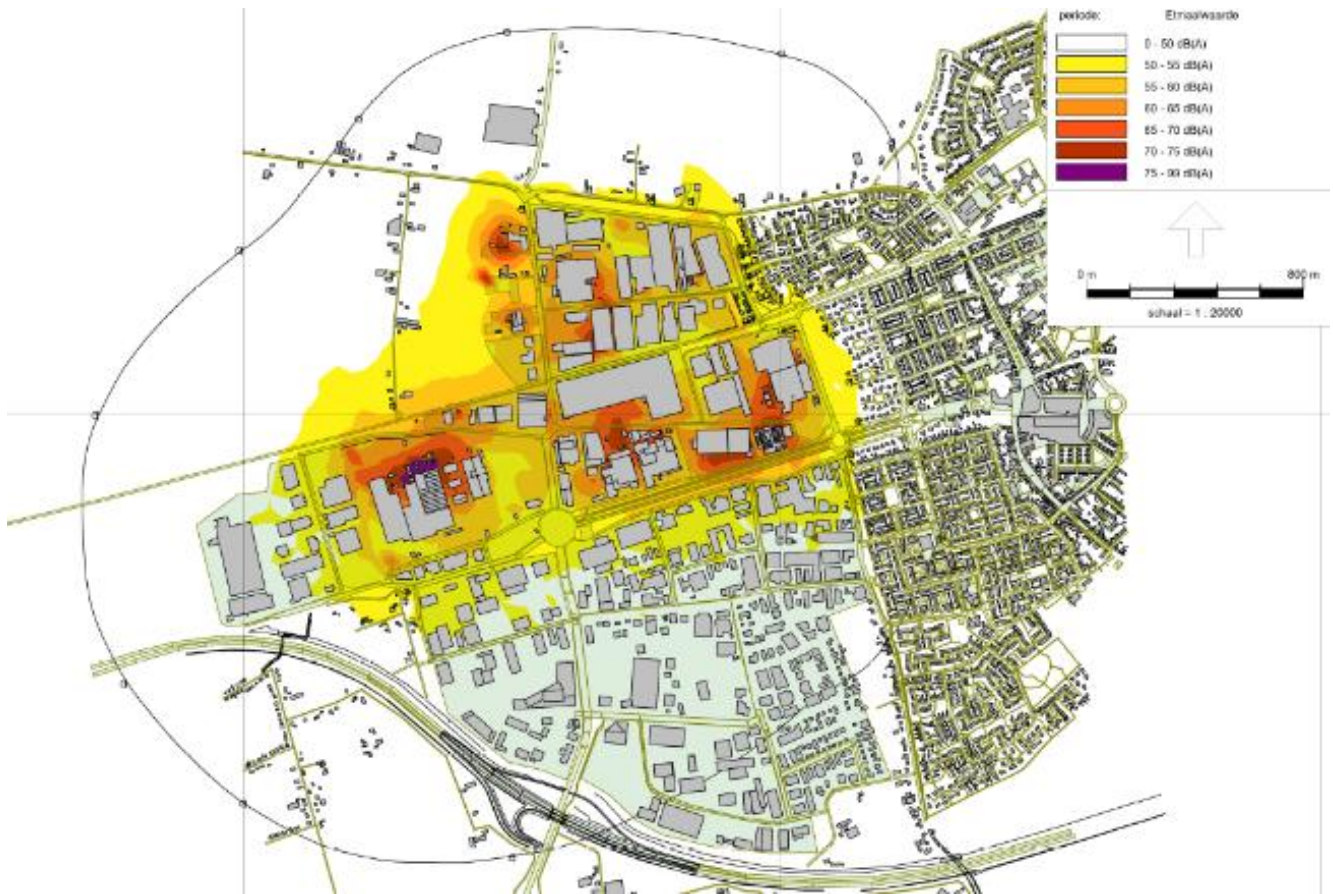 periode: Etmaalwaarde
0 - 50 dB(A)
50 - 55 dB(A)
55 - 60 dB(A)
60 - 65 dB(A)
65 - 70 dB(A)
70 - 75 dB(A)
75 - 99 dB(A)
0 m 800 m
schaal = 1 : 20000